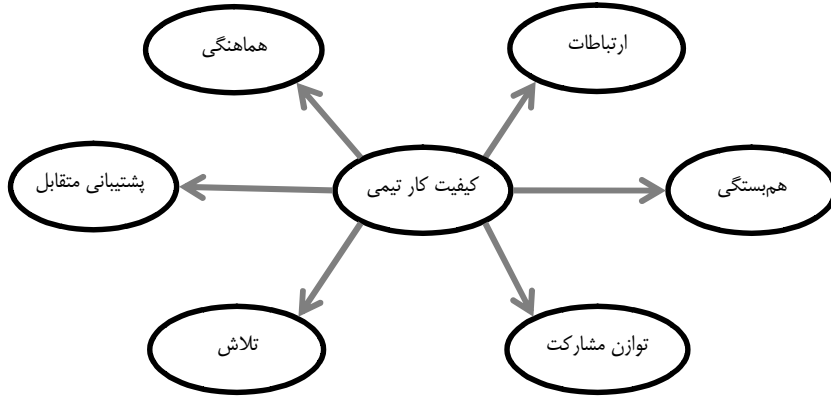 ارتباطات
هماهنگی
هم‌بستگی
کیفیت کار تیمی
پشتیبانی متقابل
توازن مشارکت
تلاش